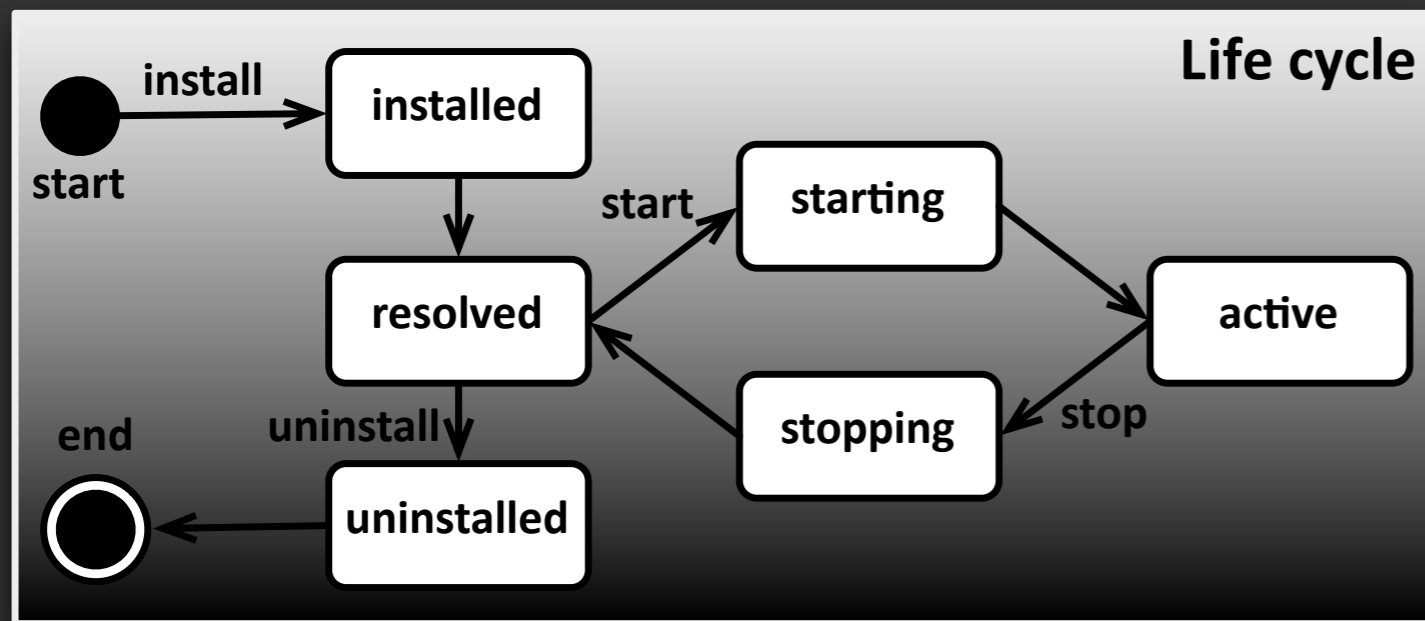 Life cycle
install
installed
start
start
starting
resolved
active
end
uninstall
stopping
stop
uninstalled